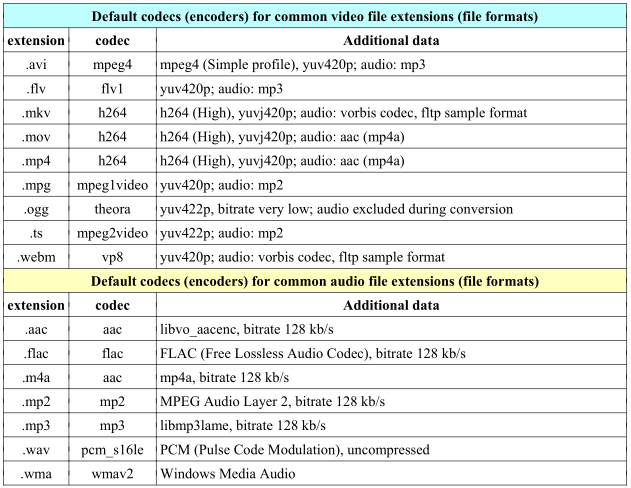 Default codecs (encoders) for common video file extensions (file formats)
extension codec Additional data
.avi mpeg4 mpeg4 (Simple profile), yuv420p; audio: mp3
.flv flv1 yuv420p; audio: mp3
.mkv h264 h264 (High), yuvj420p; audio: vorbis codec, fltp sample format
.mov h264 h264 (High), yuvj420p; audio: aac (mp4a)
.mp4 h264 h264 (High), yuvj420p; audio: aac (mp4a)
.mpg mpeg1video yuv420p; audio: mp2
.ogg theora yuv422p, bitrate very low; audio excluded during conversion
.ts mpeg2video yuv422p; audio: mp2
.webm vp8 yuv420p; audio: vorbis codec, fltp sample format
Default codecs (encoders) for common audio file extensions (file formats)
extension codec Additional data
.aac aac libvo_aacenc, bitrate 128 kb/s
.flac flac FLAC (Free Lossless Audio Codec), bitrate 128 kb/s
.m4a aac mp4a, bitrate 128 kb/s
.mp2 mp2 MPEG Audio Layer 2, bitrate 128 kb/s
.mp3 mp3 libmp3lame, bitrate 128 kb/s
.wav pcm_s16le PCM (Pulse Code Modulation), uncompressed
.wma wmav2 Windows Media Audio